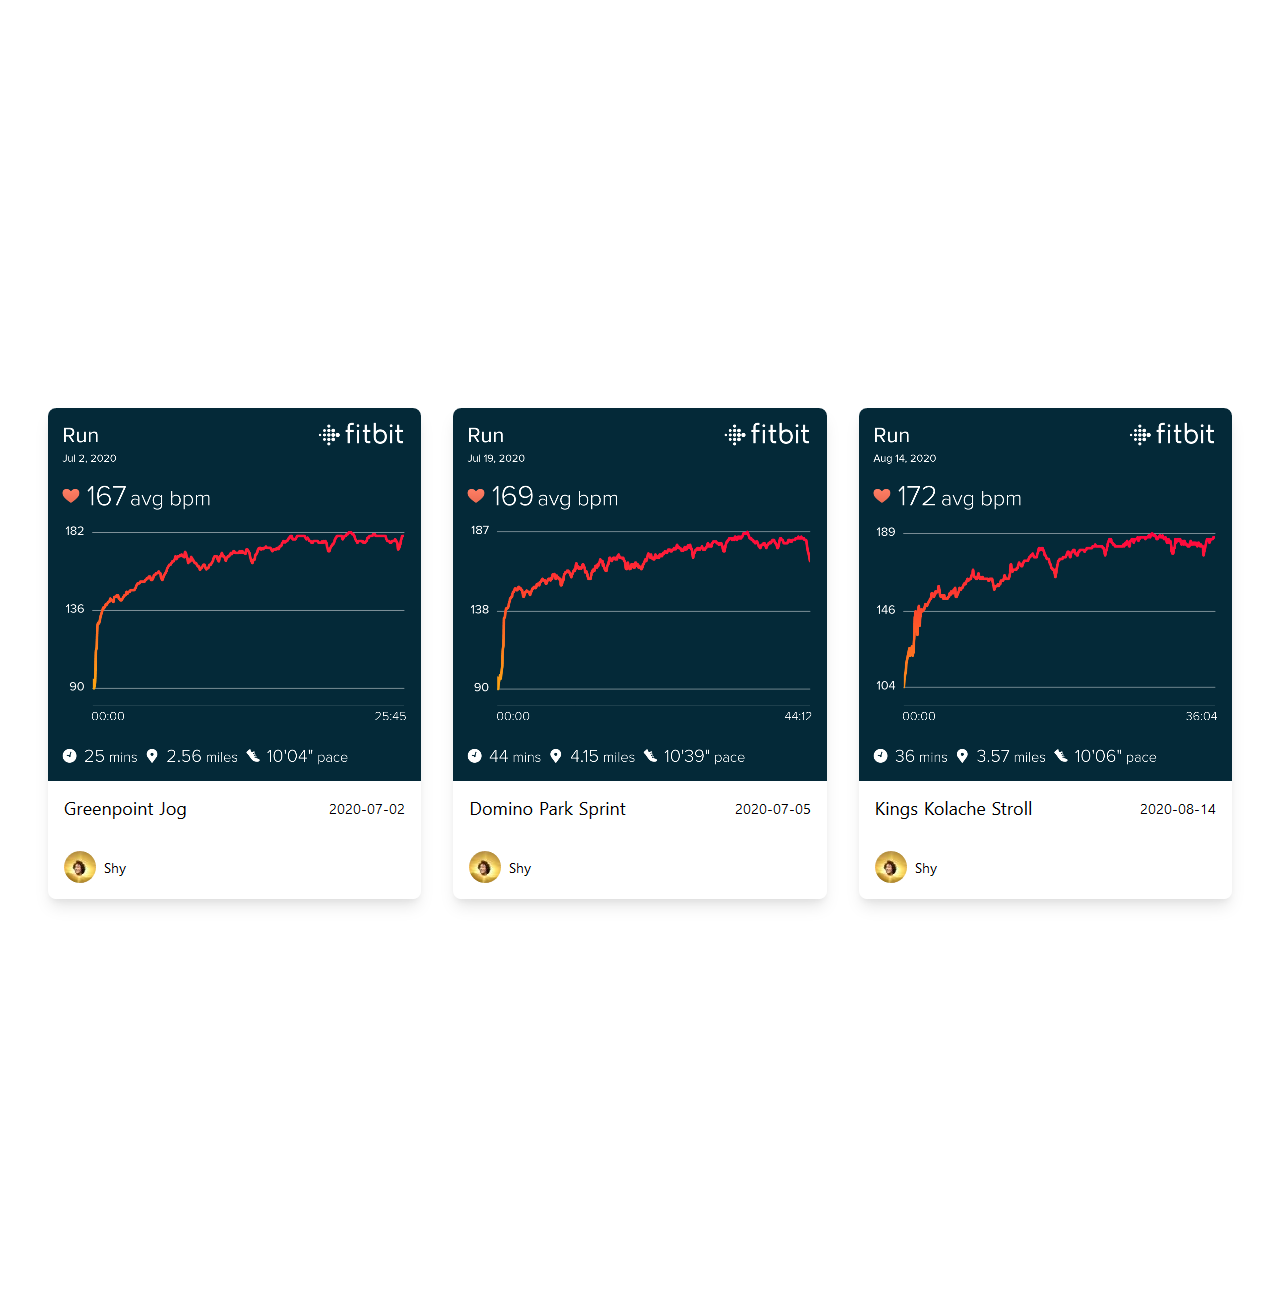 Run
fitbit
Jul 2, 2020
167 avg bpm
182
136
90
00:00 25:45
25 mins 2.56 miles 10'04" pace
Greenpoint Jog 2020-07-02
Shy
Run
fitbit
Jul 19, 2020
169 avg bpm
187
138
90
00:00 44:12
44 mins 4.15 miles 10'39" pace
Domino Park Sprint 2020-07-05
Shy
Run
fitbit
Aug 14, 2020
172 avg bpm
189
146
104
00:00 36:04
36 mins 3.57 miles 10'06" pace
Kings Kolache Stroll 2020-08-14
Shy